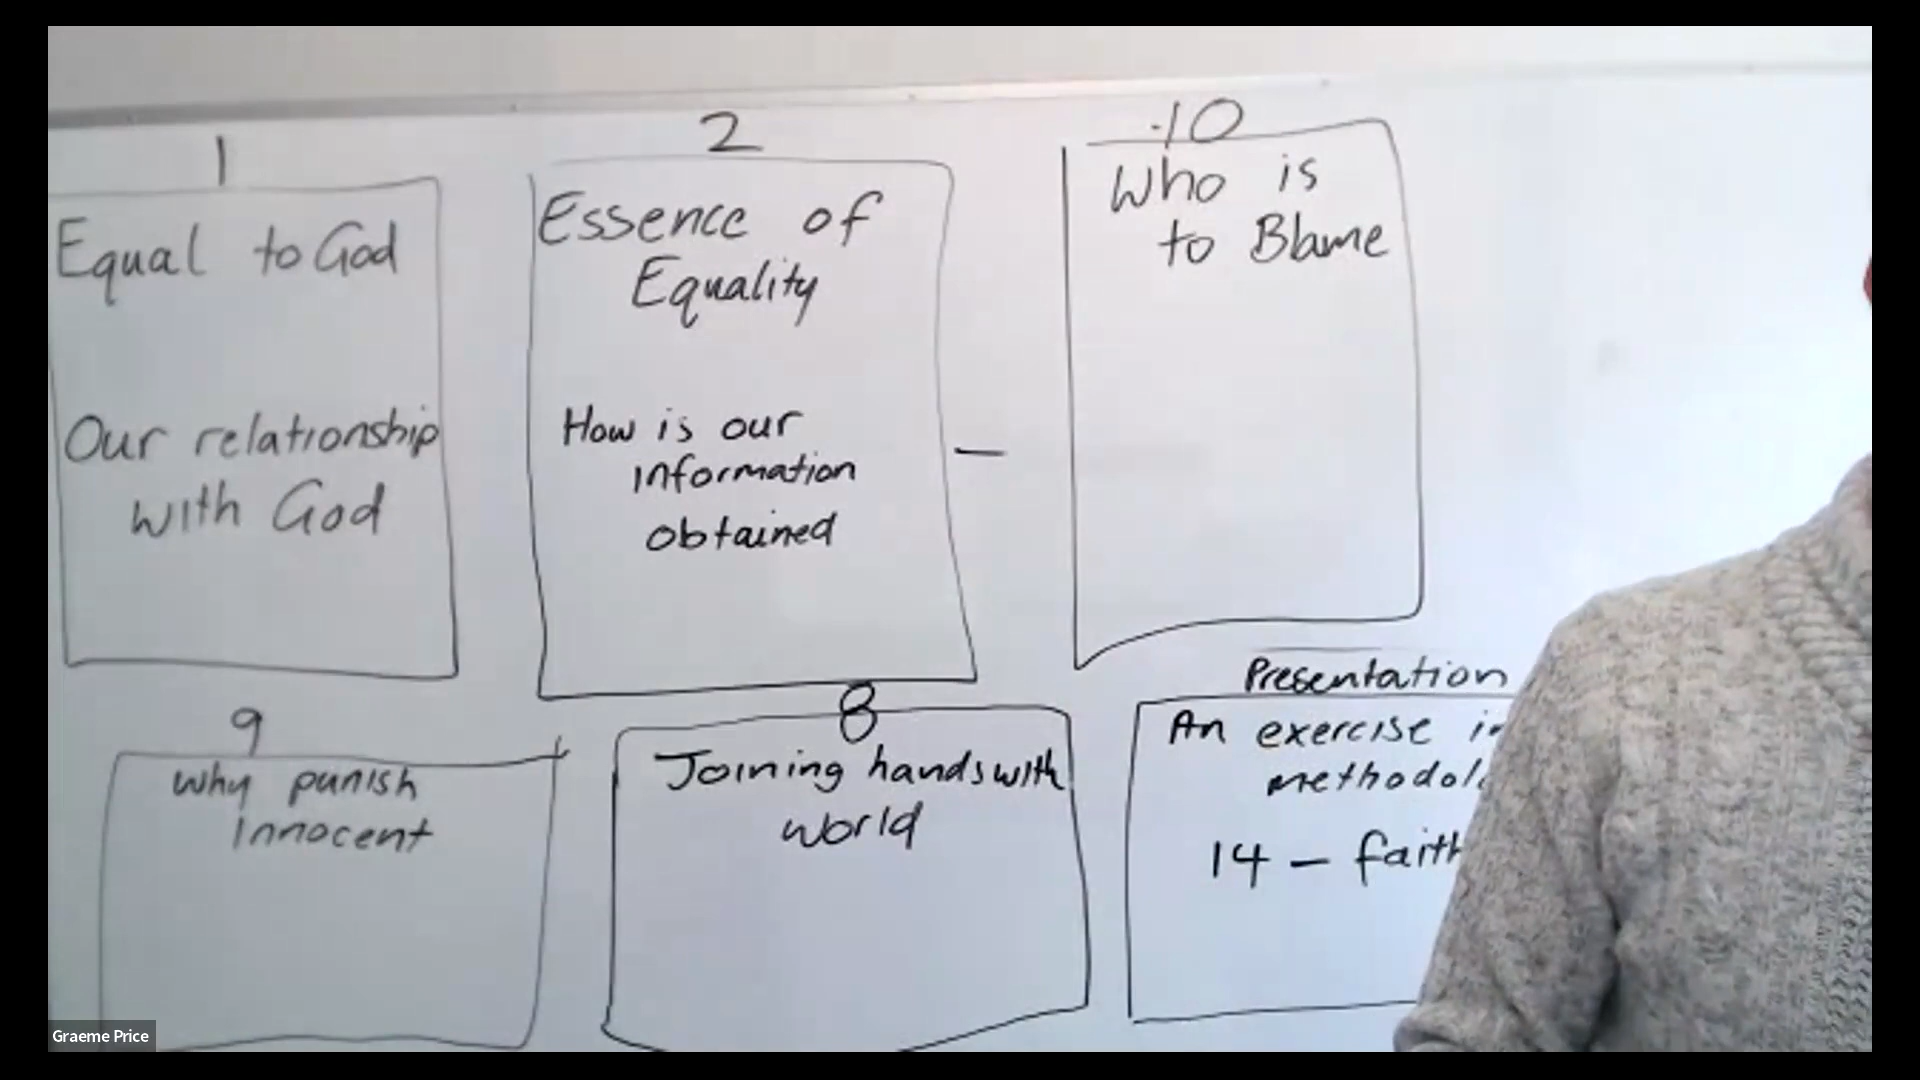 1
Equal to God
Our relationship
with God
2
Essence of
Equality
How is our
information
obtained
10
Who is
to Blame
9
Why punish
Innocent
8
Joining hands with
world
Presentation
An exercise in
14 – faith
Graeme Price